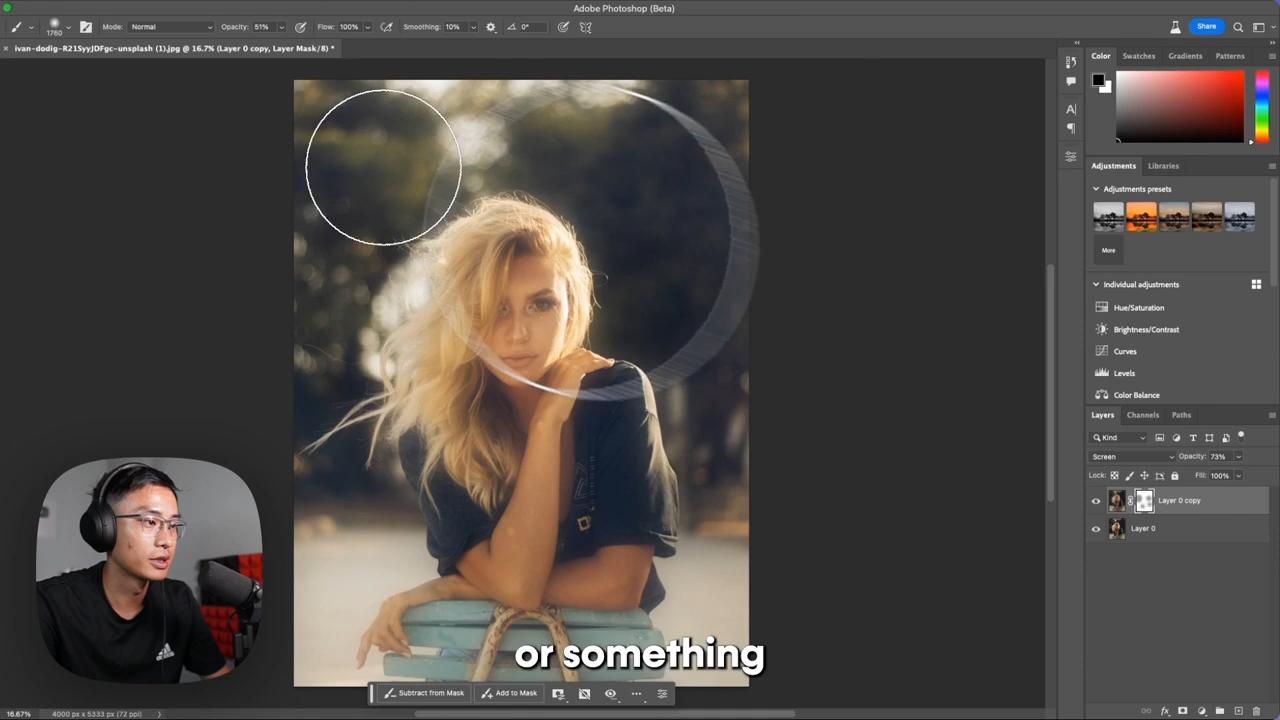 Adobe Photoshop (Beta)
1760 Mode: Normal Opacity: 51% Flow: 100% Smoothing: 10% 0° Share
ivan-dodig-R21SyyJDFgc-unsplash (1).jpg @ 16.7% (Layer 0 copy, Layer Mask/8) *
Color Swatches Gradients Patterns
Adjustments Libraries
Adjustments presets
More
Individual adjustments
Hue/Saturation
Brightness/Contrast
Curves
Levels
Color Balance
Layers Channels Paths
Kind
Screen Opacity: 73%
Lock: Fill: 100%
Layer 0 copy
Layer 0
or something
Subtract from Mask Add to Mask
16.67% 4000 px x 5333 px (72 ppi)